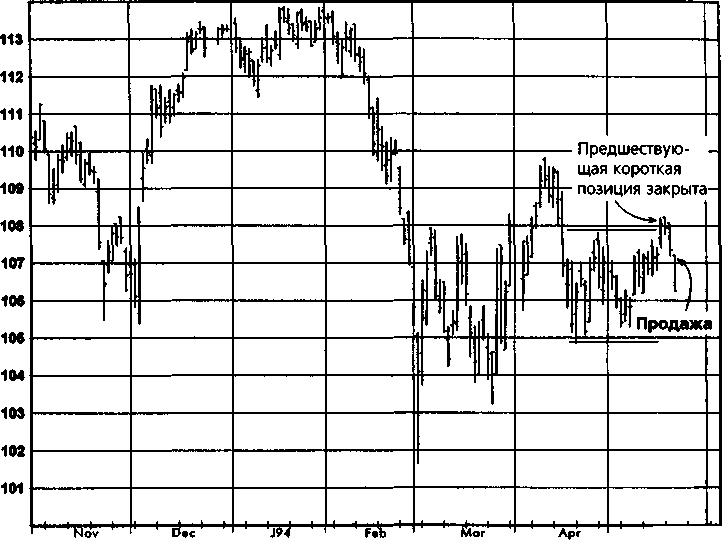 113
112
111
110
109
108
107
106
105
104
103
102
101
Предшествую-
щая короткая
позиция закрыта
Продажа
Nov
Dec
J94
Feb
Mar
Apr